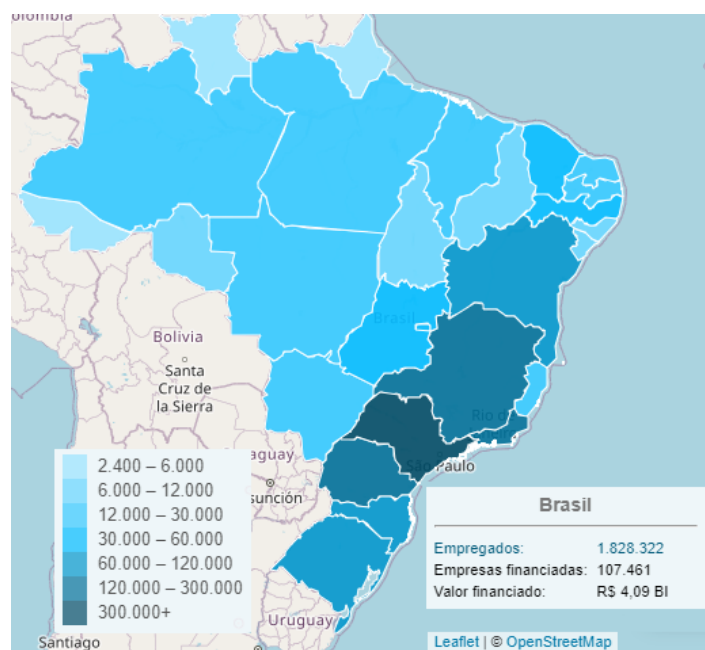 olombia
Brasil
Bolivia
Santa
Cruz de
la Sierra
Rio de
Janeiro
aguay
São Paulo
sunción
2.400 – 6.000
6.000 – 12.000
12.000 – 30.000
30.000 – 60.000
60.000 – 120.000
120.000 – 300.000
300.000+
Brasil
Empregados: 1.828.322
Empresas financiadas: 107.461
Valor financiado: R$ 4,09 BI
Uruguay
Santiago
Leaflet | © OpenStreetMap